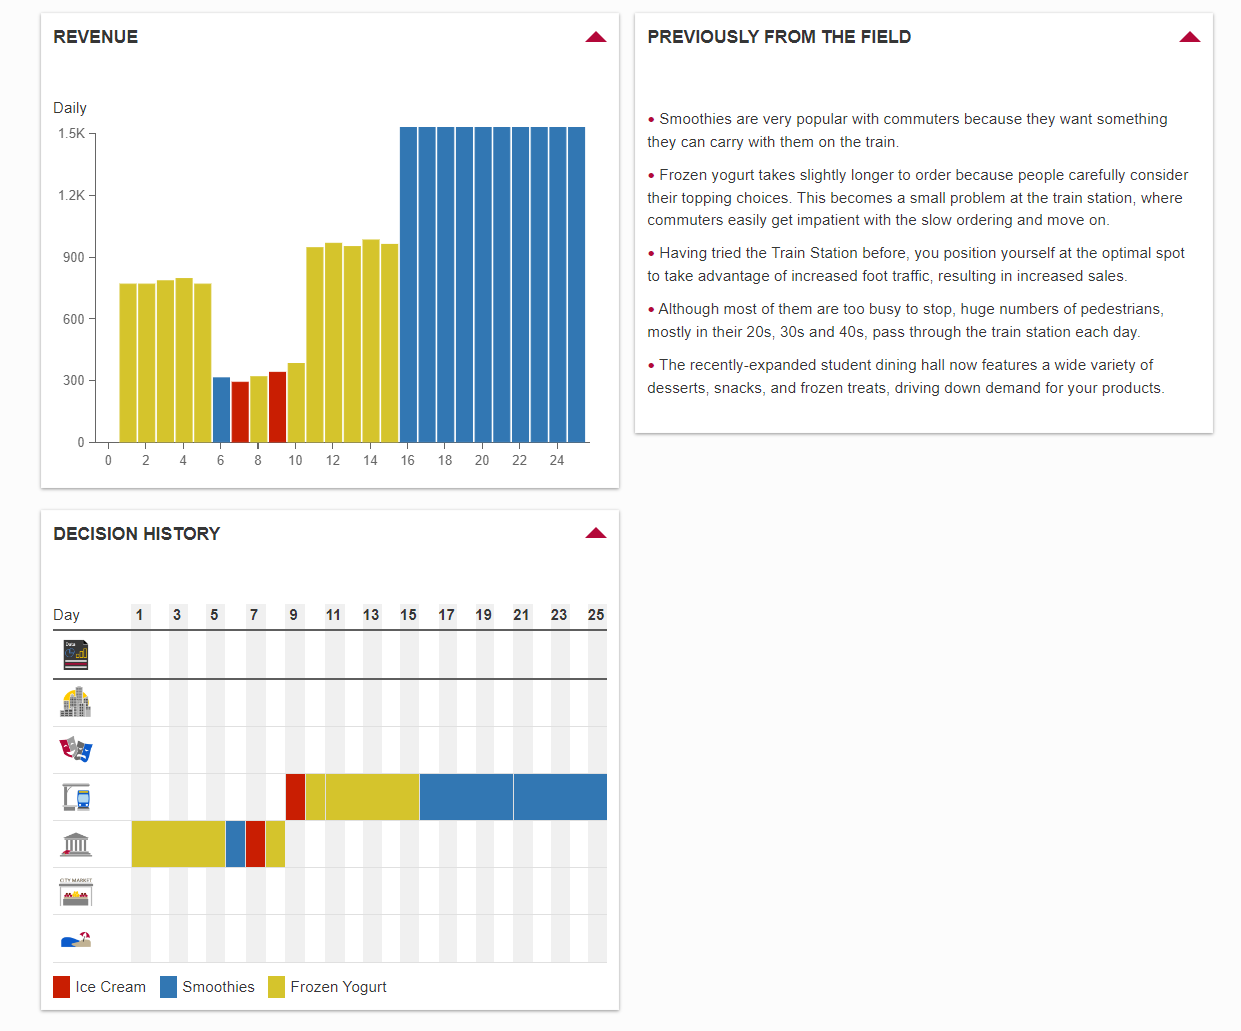 REVENUE
Daily
1.5K
1.2K
900
600
300
0
0 2 4 6 8 10 12 14 16 18 20 22 24
PREVIOUSLY FROM THE FIELD
• Smoothies are very popular with commuters because they want something
they can carry with them on the train.
• Frozen yogurt takes slightly longer to order because people carefully consider
their topping choices. This becomes a small problem at the train station, where
commuters easily get impatient with the slow ordering and move on.
• Having tried the Train Station before, you position yourself at the optimal spot
to take advantage of increased foot traffic, resulting in increased sales.
• Although most of them are too busy to stop, huge numbers of pedestrians,
mostly in their 20s, 30s and 40s, pass through the train station each day.
• The recently-expanded student dining hall now features a wide variety of
desserts, snacks, and frozen treats, driving down demand for your products.
DECISION HISTORY
Day 1 3 5 7 9 11 13 15 17 19 21 23 25
Data
CITY MARKET
Ice Cream Smoothies Frozen Yogurt